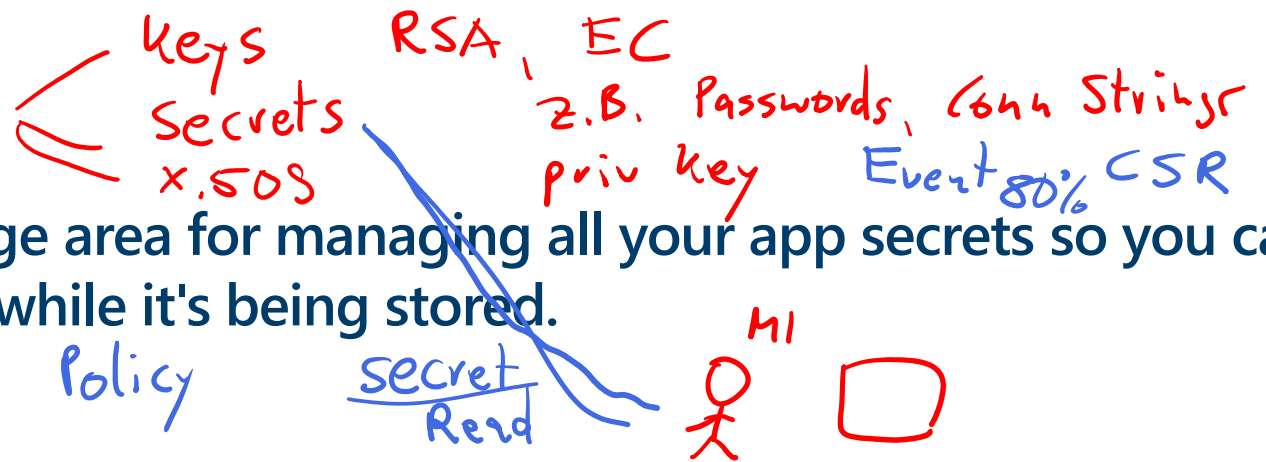 Keys RSA, EC
Secrets z.B. Passwords, Conn Strings
X.509 priv Key Event 80% CSR
ge area for managing all your app secrets so you ca
while it's being stored.
MI
Policy secret
Read